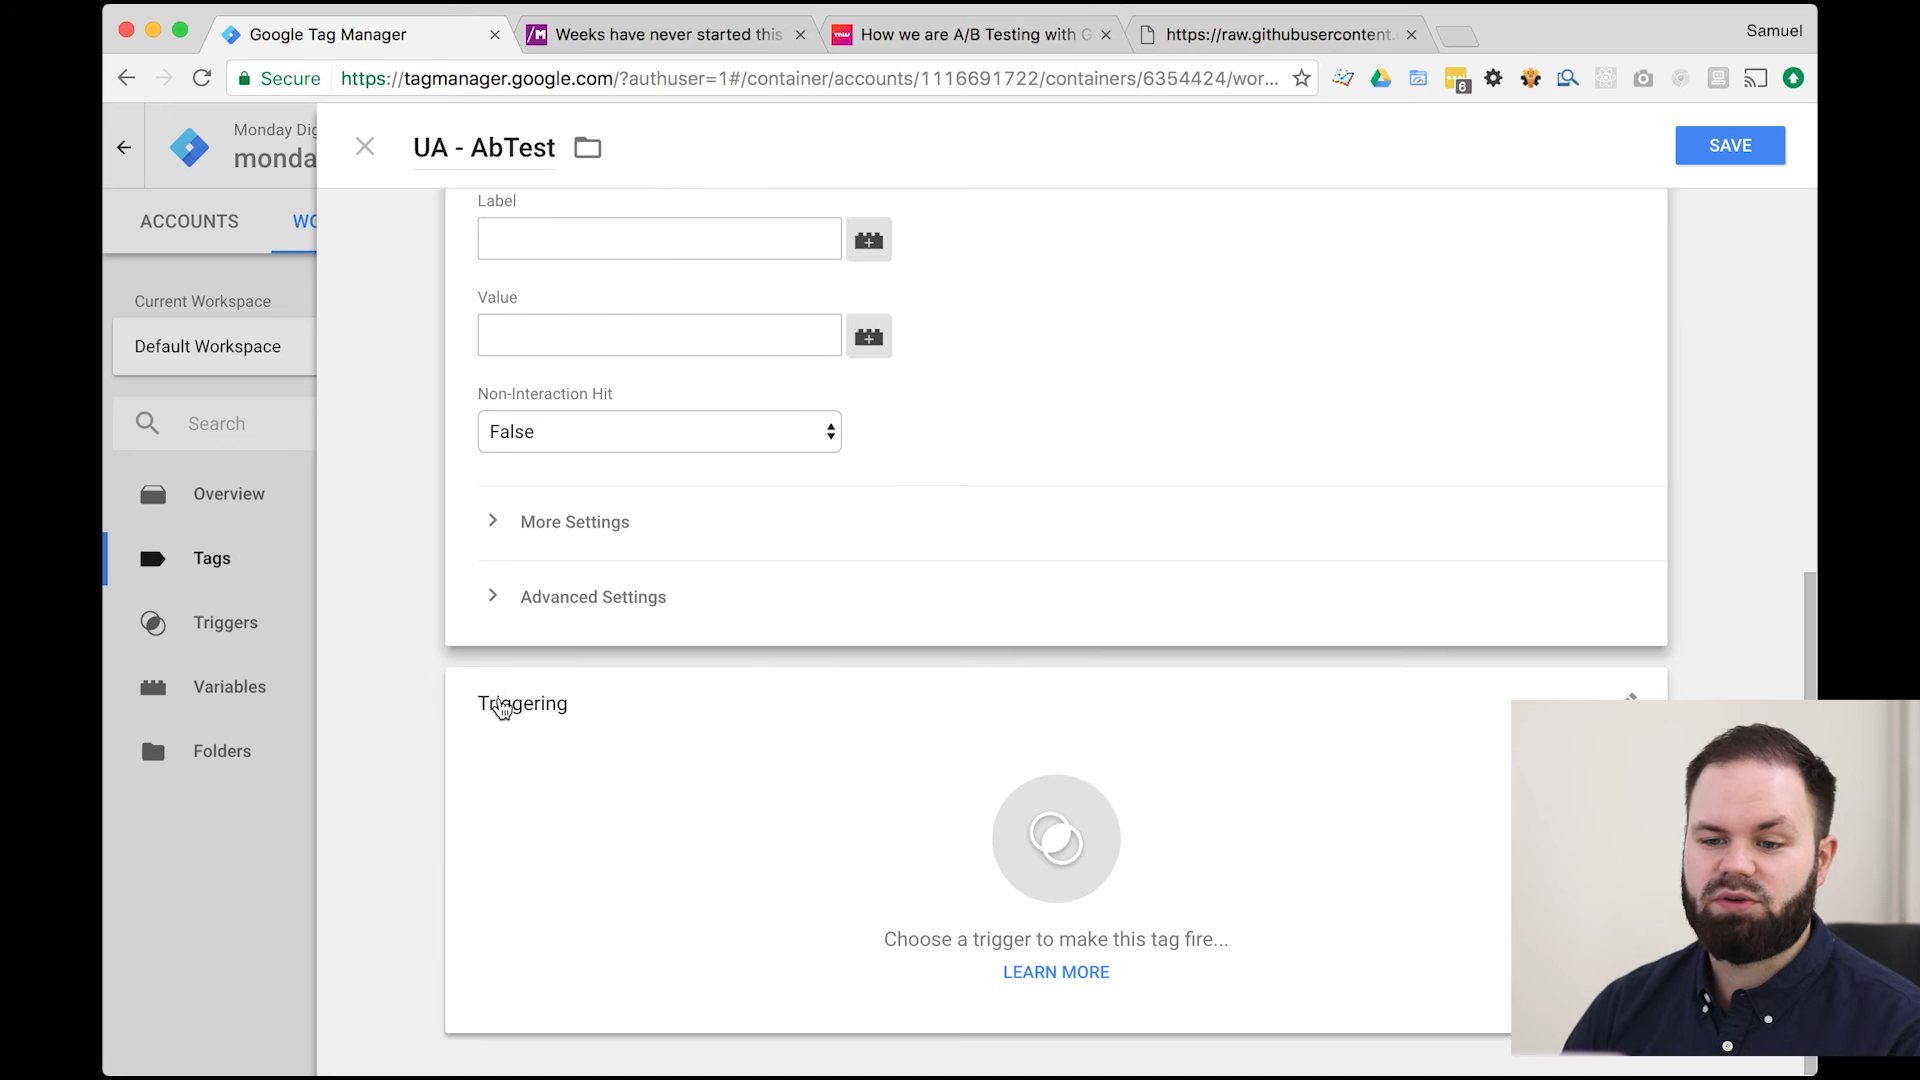 Google Tag Manager
Weeks have never started this
How we are A/B Testing with G
https://raw.githubusercontent.
Samuel
Secure
https://tagmanager.google.com/?authuser=1#/container/accounts/1116691722/containers/6354424/wor...
6
Monday Dig
monda
UA - AbTest
SAVE
ACCOUNTS
WO
Label
Value
Current Workspace
Default Workspace
Non-Interaction Hit
False
Search
Overview
More Settings
Tags
Advanced Settings
Triggers
Variables
Triggering
Folders
Choose a trigger to make this tag fire...
LEARN MORE